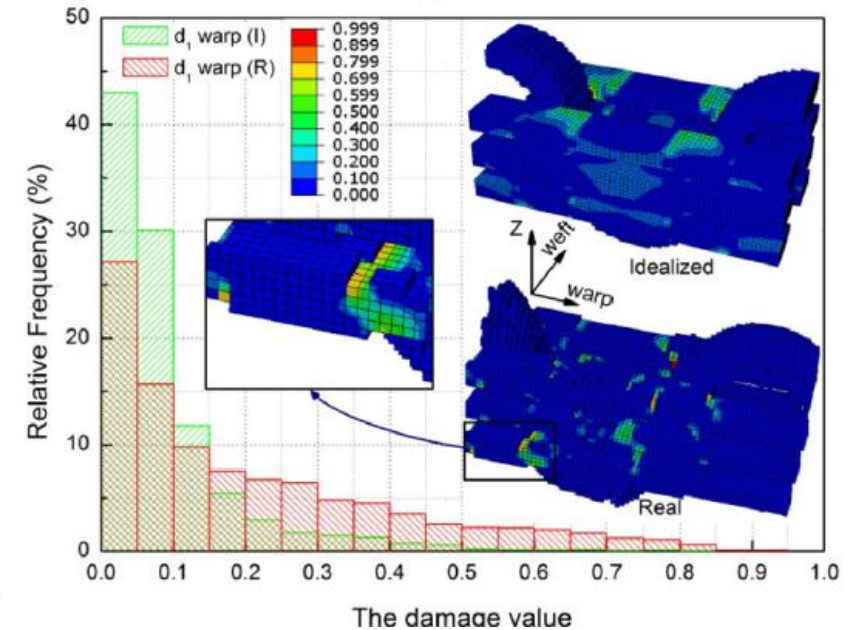 50
40
30
20
10
0
Relative Frequency (%)
d1 warp (I)
d1 warp (R)
0.999
0.899
0.799
0.699
0.599
0.500
0.400
0.300
0.200
0.100
0.000
Z
weft
warp
Idealized
Real
0.0 0.1 0.2 0.3 0.4 0.5 0.6 0.7 0.8 0.9 1.0
The damage value